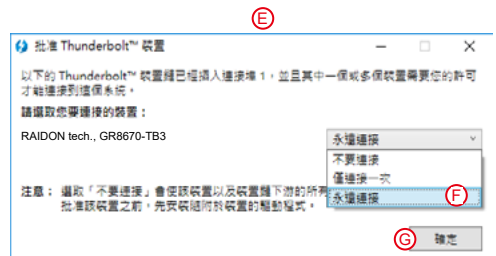 E
批准 Thunderbolt™ 裝置
以下的 Thunderbolt™ 裝置鏈已經插入連接埠 1，並且其中一個或多個裝置需要您的許可
才能連接到這個系統。
請選取您要連接的裝置：
RAIDON tech., GR8670-TB3
永遠連接
不要連接
僅連接一次
永遠連接
F
注意： 選取「不要連接」會使該裝置以及裝置鏈下游的所有
批准該裝置之前，先安裝隨附於裝置的驅動程式。
G
確定